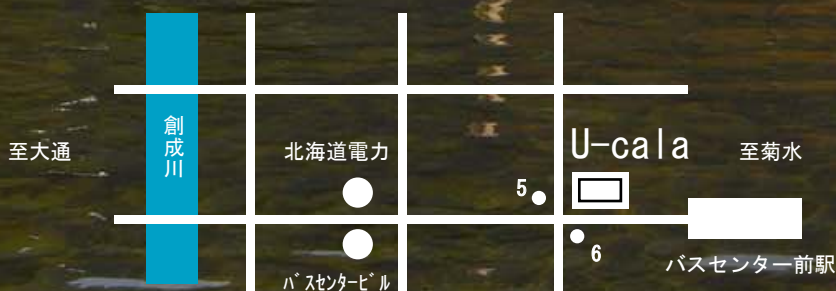 創成川
至大通
北海道電力
U-cala
至菊水
5
6
バスセンター前駅
バスセンタービル